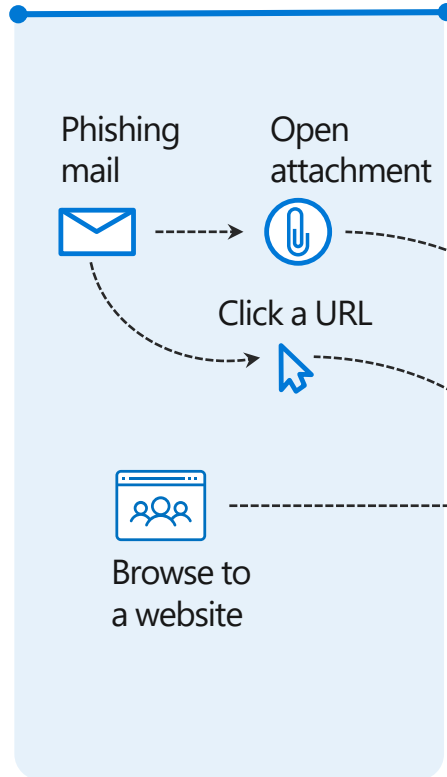 Phishing
mail
Open
attachment
Click a URL
Browse to
a website